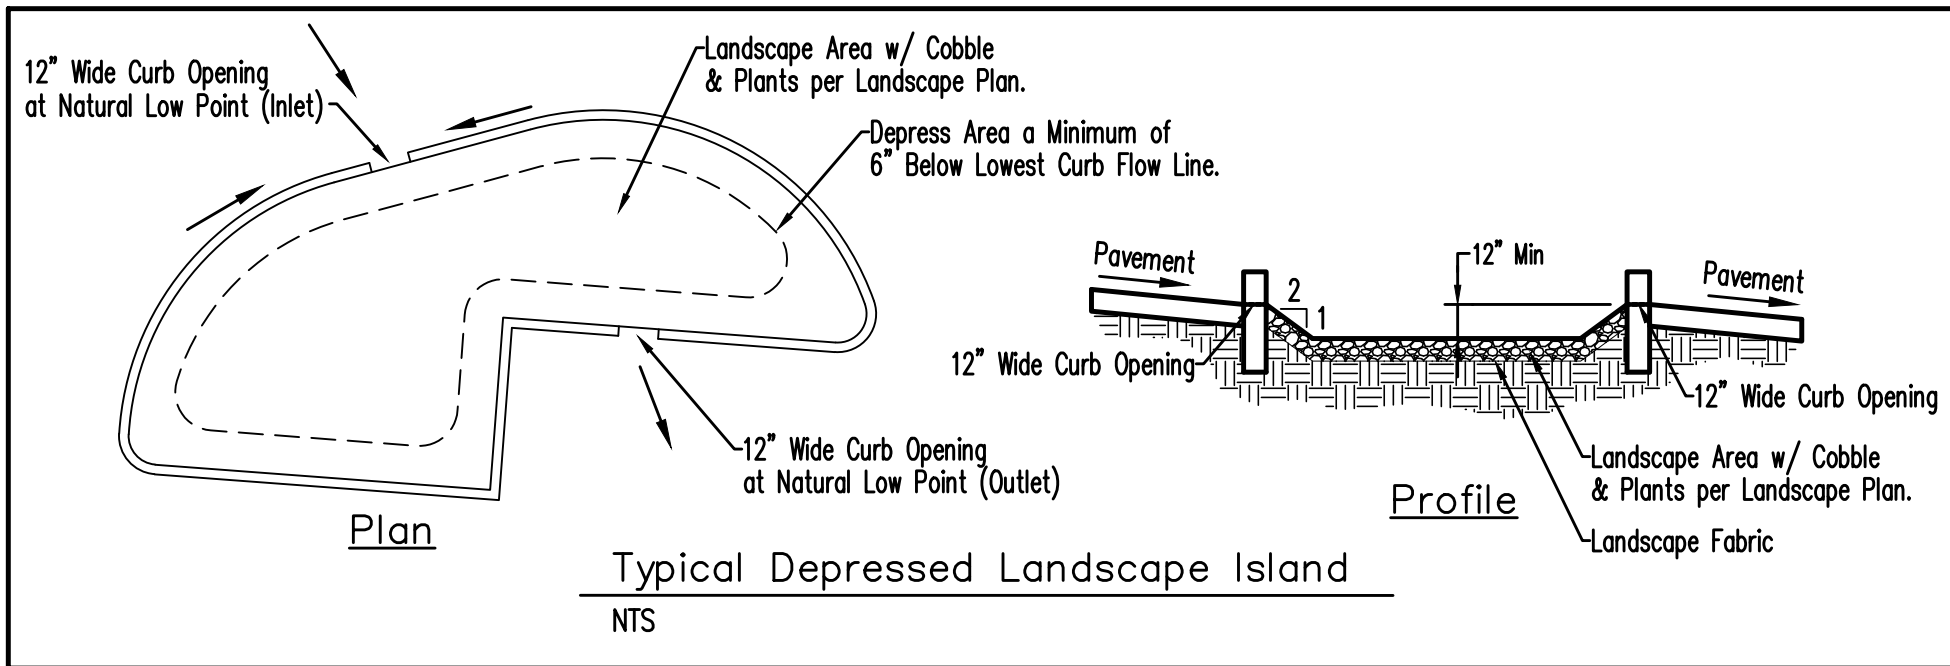 12" Wide Curb Opening
at Natural Low Point (Inlet)
Landscape Area w/ Cobble
& Plants per Landscape Plan.
Depress Area a Minimum of
6" Below Lowest Curb Flow Line.
12" Wide Curb Opening
at Natural Low Point (Outlet)
Plan
Pavement
2
1
12" Min
Pavement
12" Wide Curb Opening
12" Wide Curb Opening
Landscape Area w/ Cobble
& Plants per Landscape Plan.
Landscape Fabric
Profile
Typical Depressed Landscape Island
NTS